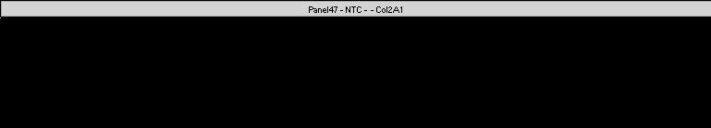 Panel47 - NTC - - Col2A1